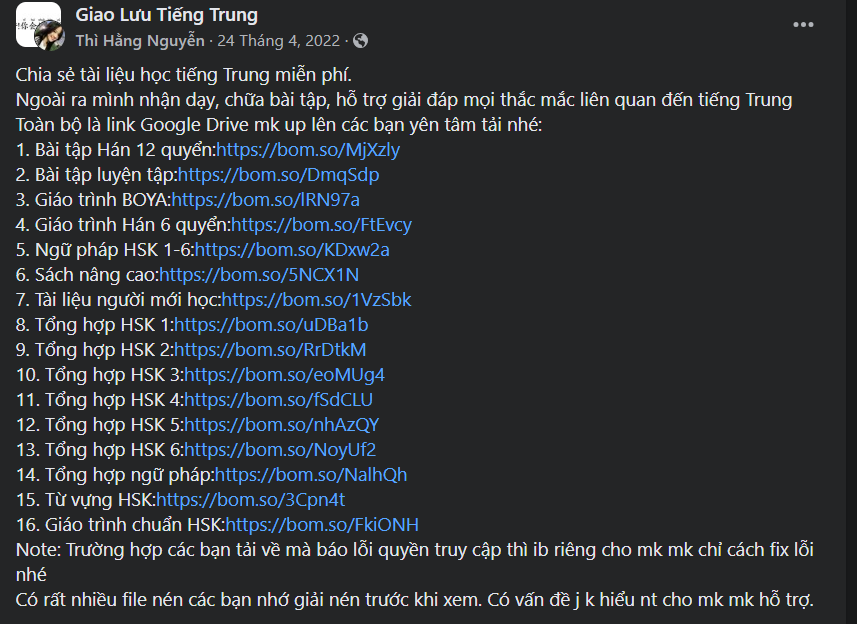 Giao Lưu Tiếng Trung
Thì Hằng Nguyễn · 24 Tháng 4, 2022 ·
Chia sẻ tài liệu học tiếng Trung miễn phí.
Ngoài ra mình nhận dạy, chữa bài tập, hỗ trợ giải đáp mọi thắc mắc liên quan đến tiếng Trung
Toàn bộ là link Google Drive mk up lên các bạn yên tâm tải nhé:
1. Bài tập Hán 12 quyển:https://bom.so/MjXzly
2. Bài tập luyện tập:https://bom.so/DmqSdp
3. Giáo trình BOYA:https://bom.so/lRN97a
4. Giáo trình Hán 6 quyển:https://bom.so/FtEvcy
5. Ngữ pháp HSK 1-6:https://bom.so/KDxw2a
6. Sách nâng cao:https://bom.so/5NCX1N
7. Tài liệu người mới học:https://bom.so/1VzSbk
8. Tổng hợp HSK 1:https://bom.so/uDBa1b
9. Tổng hợp HSK 2:https://bom.so/RrDtkM
10. Tổng hợp HSK 3:https://bom.so/eoMUg4
11. Tổng hợp HSK 4:https://bom.so/fSdCLU
12. Tổng hợp HSK 5:https://bom.so/nhAzQY
13. Tổng hợp HSK 6:https://bom.so/NoyUf2
14. Tổng hợp ngữ pháp:https://bom.so/NalhQh
15. Từ vựng HSK:https://bom.so/3Cpn4t
16. Giáo trình chuẩn HSK:https://bom.so/FkiONH
Note: Trường hợp các bạn tải về mà báo lỗi quyền truy cập thì ib riêng cho mk mk chỉ cách fix lỗi
nhé
Có rất nhiều file nén các bạn nhớ giải nén trước khi xem. Có vấn đề j k hiểu nt cho mk mk hỗ trợ.